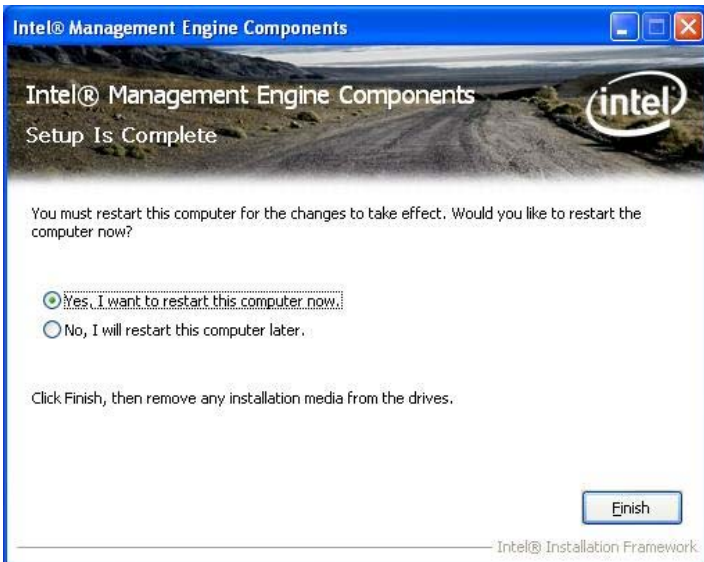 Intel® Management Engine Components
Intel® Management Engine Components
Setup Is Complete
intel
You must restart this computer for the changes to take effect. Would you like to restart the
computer now?
Yes, I want to restart this computer now.
No, I will restart this computer later.
Click Finish, then remove any installation media from the drives.
Finish
Intel® Installation Framework